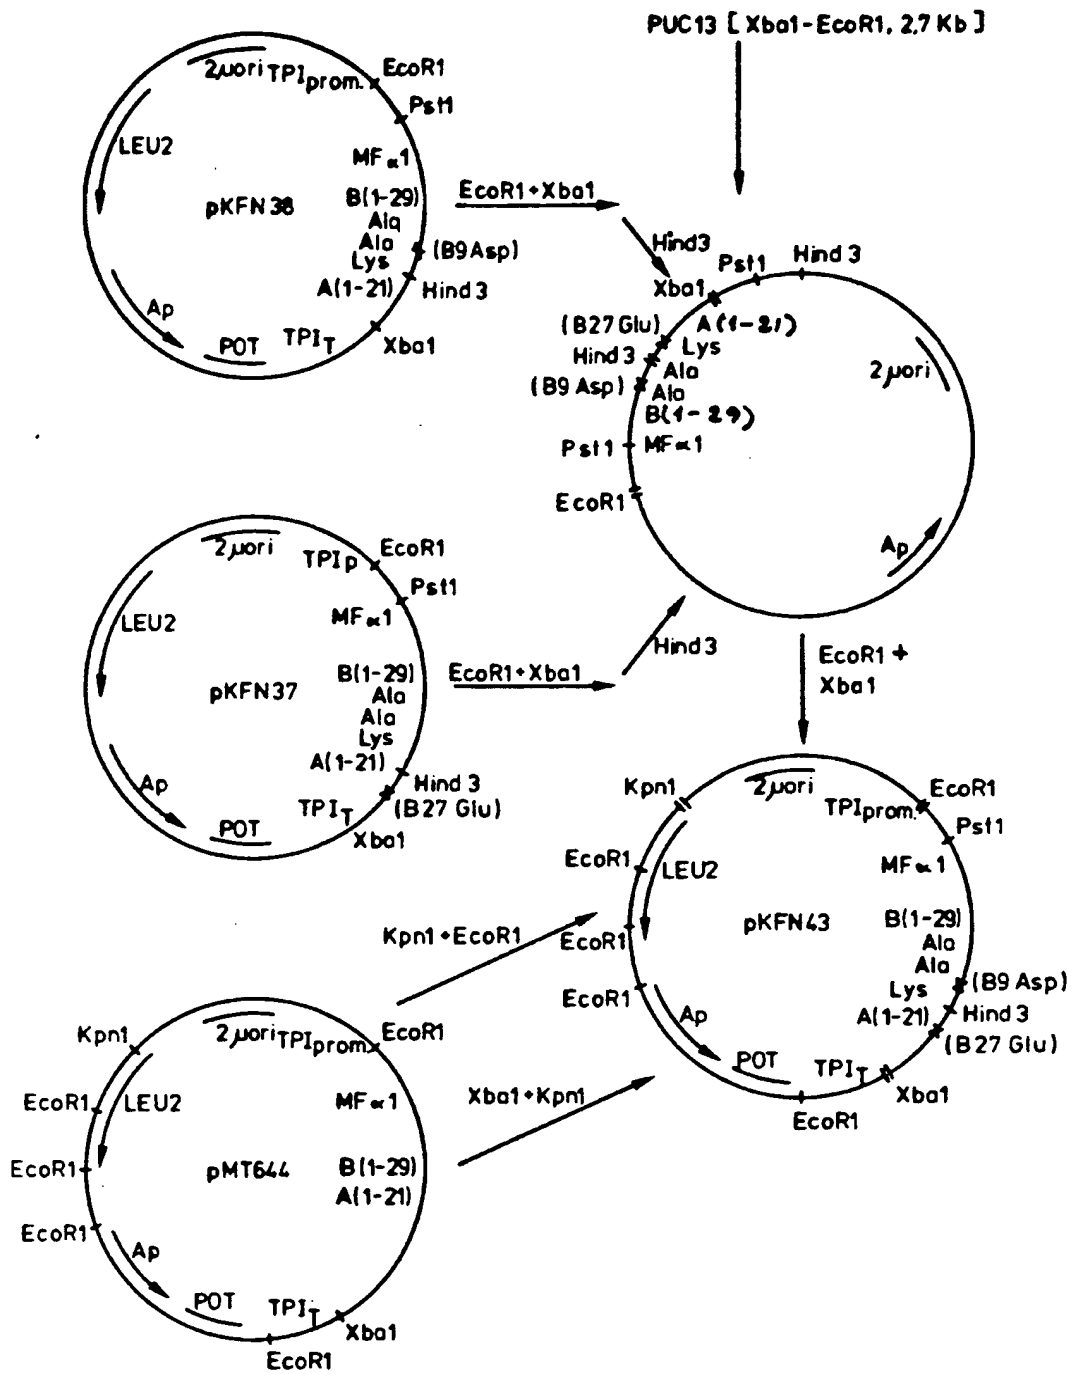 PUC13 [Xba1-EcoR1, 2,7 Kb]
2µori
TPIprom.
EcoR1
Pst1
LEU2
MFα1
pKFN38
B(1-29)
Ala
Ala
Lys
(B9Asp)
A(1-21)
Hind 3
Ap
POT
TPIT
Xba1
EcoR1+Xba1
Hind3
Pst1
Hind 3
Xba1
(B27 Glu)
A(1-21)
Lys
Hind 3
Ala
(B9 Asp)
Ala
B(1-29)
Pst1
MFα1
EcoR1
2µori
Ap
2µori
TPIp
EcoR1
Pst1
LEU2
MFα1
pKFN37
B(1-29)
Ala
Ala
Lys
A(1-21)
Hind 3
(B27 Glu)
Ap
POT
TPIT
Xba1
EcoR1+Xba1
Hind3
EcoR1+
Xba1
Kpn1
2µori
TPIprom.
EcoR1
Pst1
EcoR1
LEU2
MFα1
pKFN43
B(1-29)
EcoR1
Ala
Ala
EcoR1
Lys
(B9 Asp)
A(1-21)
Hind 3
(B27 Glu)
Ap
POT
TPIT
Xba1
EcoR1
Kpn1+EcoR1
Xba1+Kpn1
Kpn1
2µori
TPIprom.
EcoR1
EcoR1
LEU2
MFα1
EcoR1
pMT644
B(1-29)
A(1-21)
EcoR1
Ap
POT
TPIT
Xba1
EcoR1